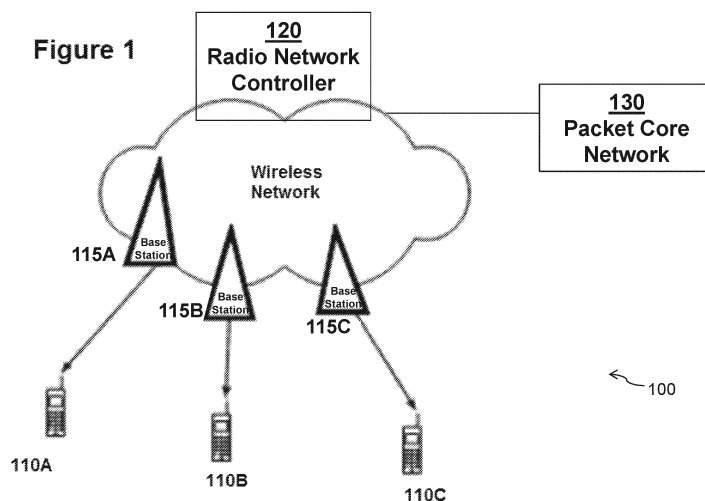 Figure 1
120
Radio Network
Controller
130
Packet Core
Network
Wireless
Network
115A
Base
Station
115B
Base
Station
115C
Base
Station
100
110A
110B
110C